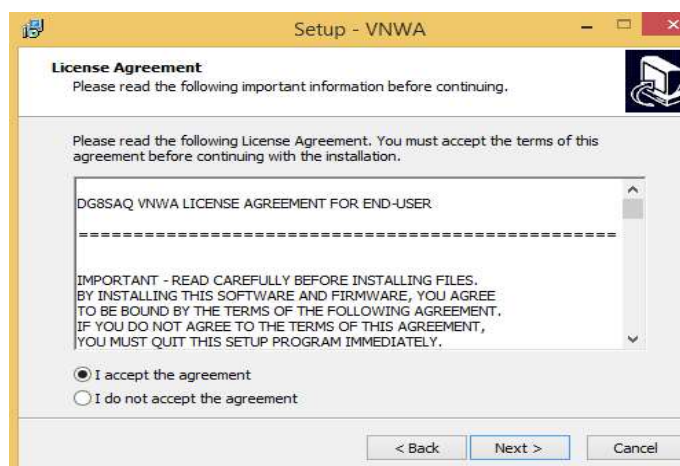 Setup - VNWA
License Agreement
Please read the following important information before continuing.
Please read the following License Agreement. You must accept the terms of this
agreement before continuing with the installation.
DG8SAQ VNWA LICENSE AGREEMENT FOR END-USER
=================================================
IMPORTANT - READ CAREFULLY BEFORE INSTALLING FILES.
BY INSTALLING THIS SOFTWARE AND FIRMWARE, YOU AGREE
TO BE BOUND BY THE TERMS OF THE FOLLOWING AGREEMENT.
IF YOU DO NOT AGREE TO THE TERMS OF THIS AGREEMENT,
YOU MUST QUIT THIS SETUP PROGRAM IMMEDIATELY.
I accept the agreement
I do not accept the agreement
< Back Next > Cancel